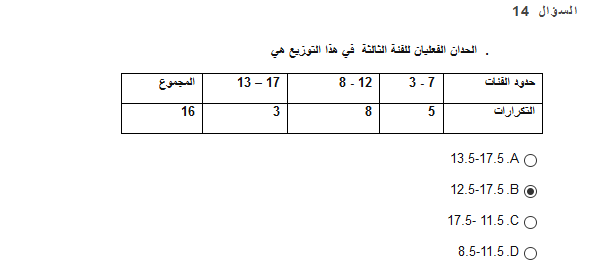 السؤال 14
. الحدان الفعليان للفئة الثالثة في هذا التوزيع هي
حدود الفئات 3 - 7 8 - 12 13 – 17 المجموع
التكرارات 5 8 3 16
13.5-17.5 .A
12.5-17.5 .B
17.5- 11.5 .C
8.5-11.5 .D